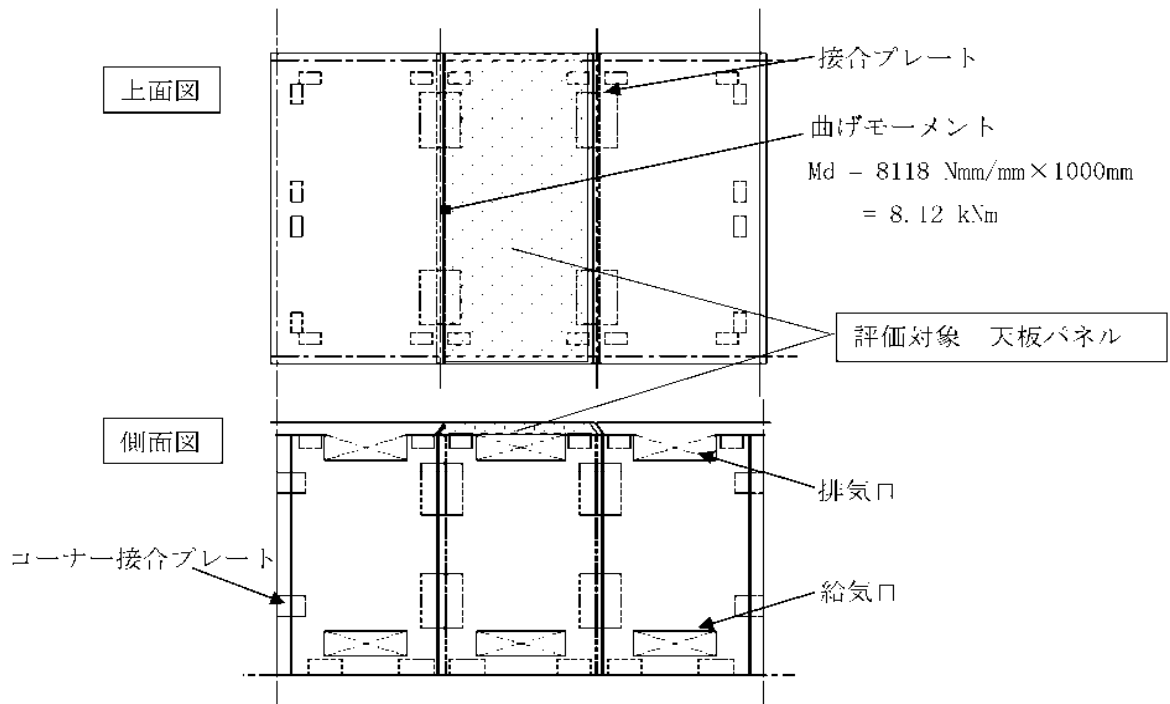 上面図
接合プレート
曲げモーメント
Md − 8118 Nmm/mm×1000mm
= 8.12 kNm
評価対象　天板パネル
側面図
排気口
コーナー接合プレート
給気口